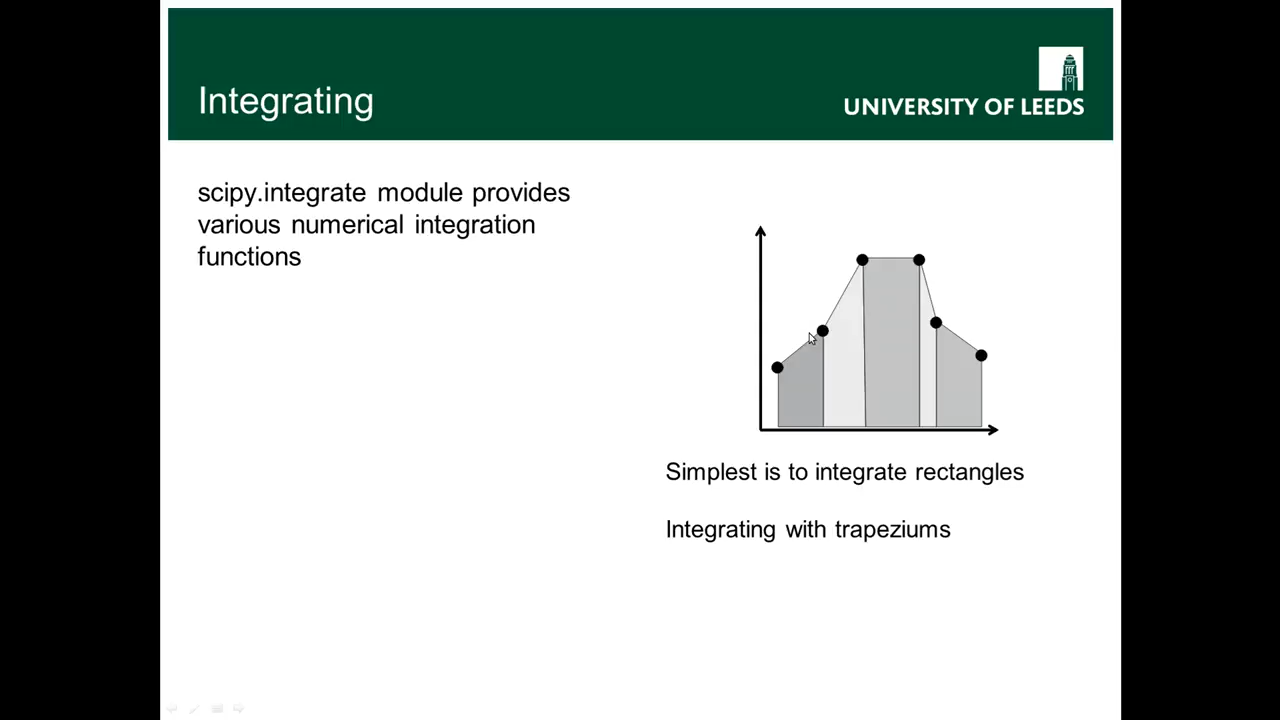 Integrating
UNIVERSITY OF LEEDS
scipy.integrate module provides
various numerical integration
functions
Simplest is to integrate rectangles
Integrating with trapeziums